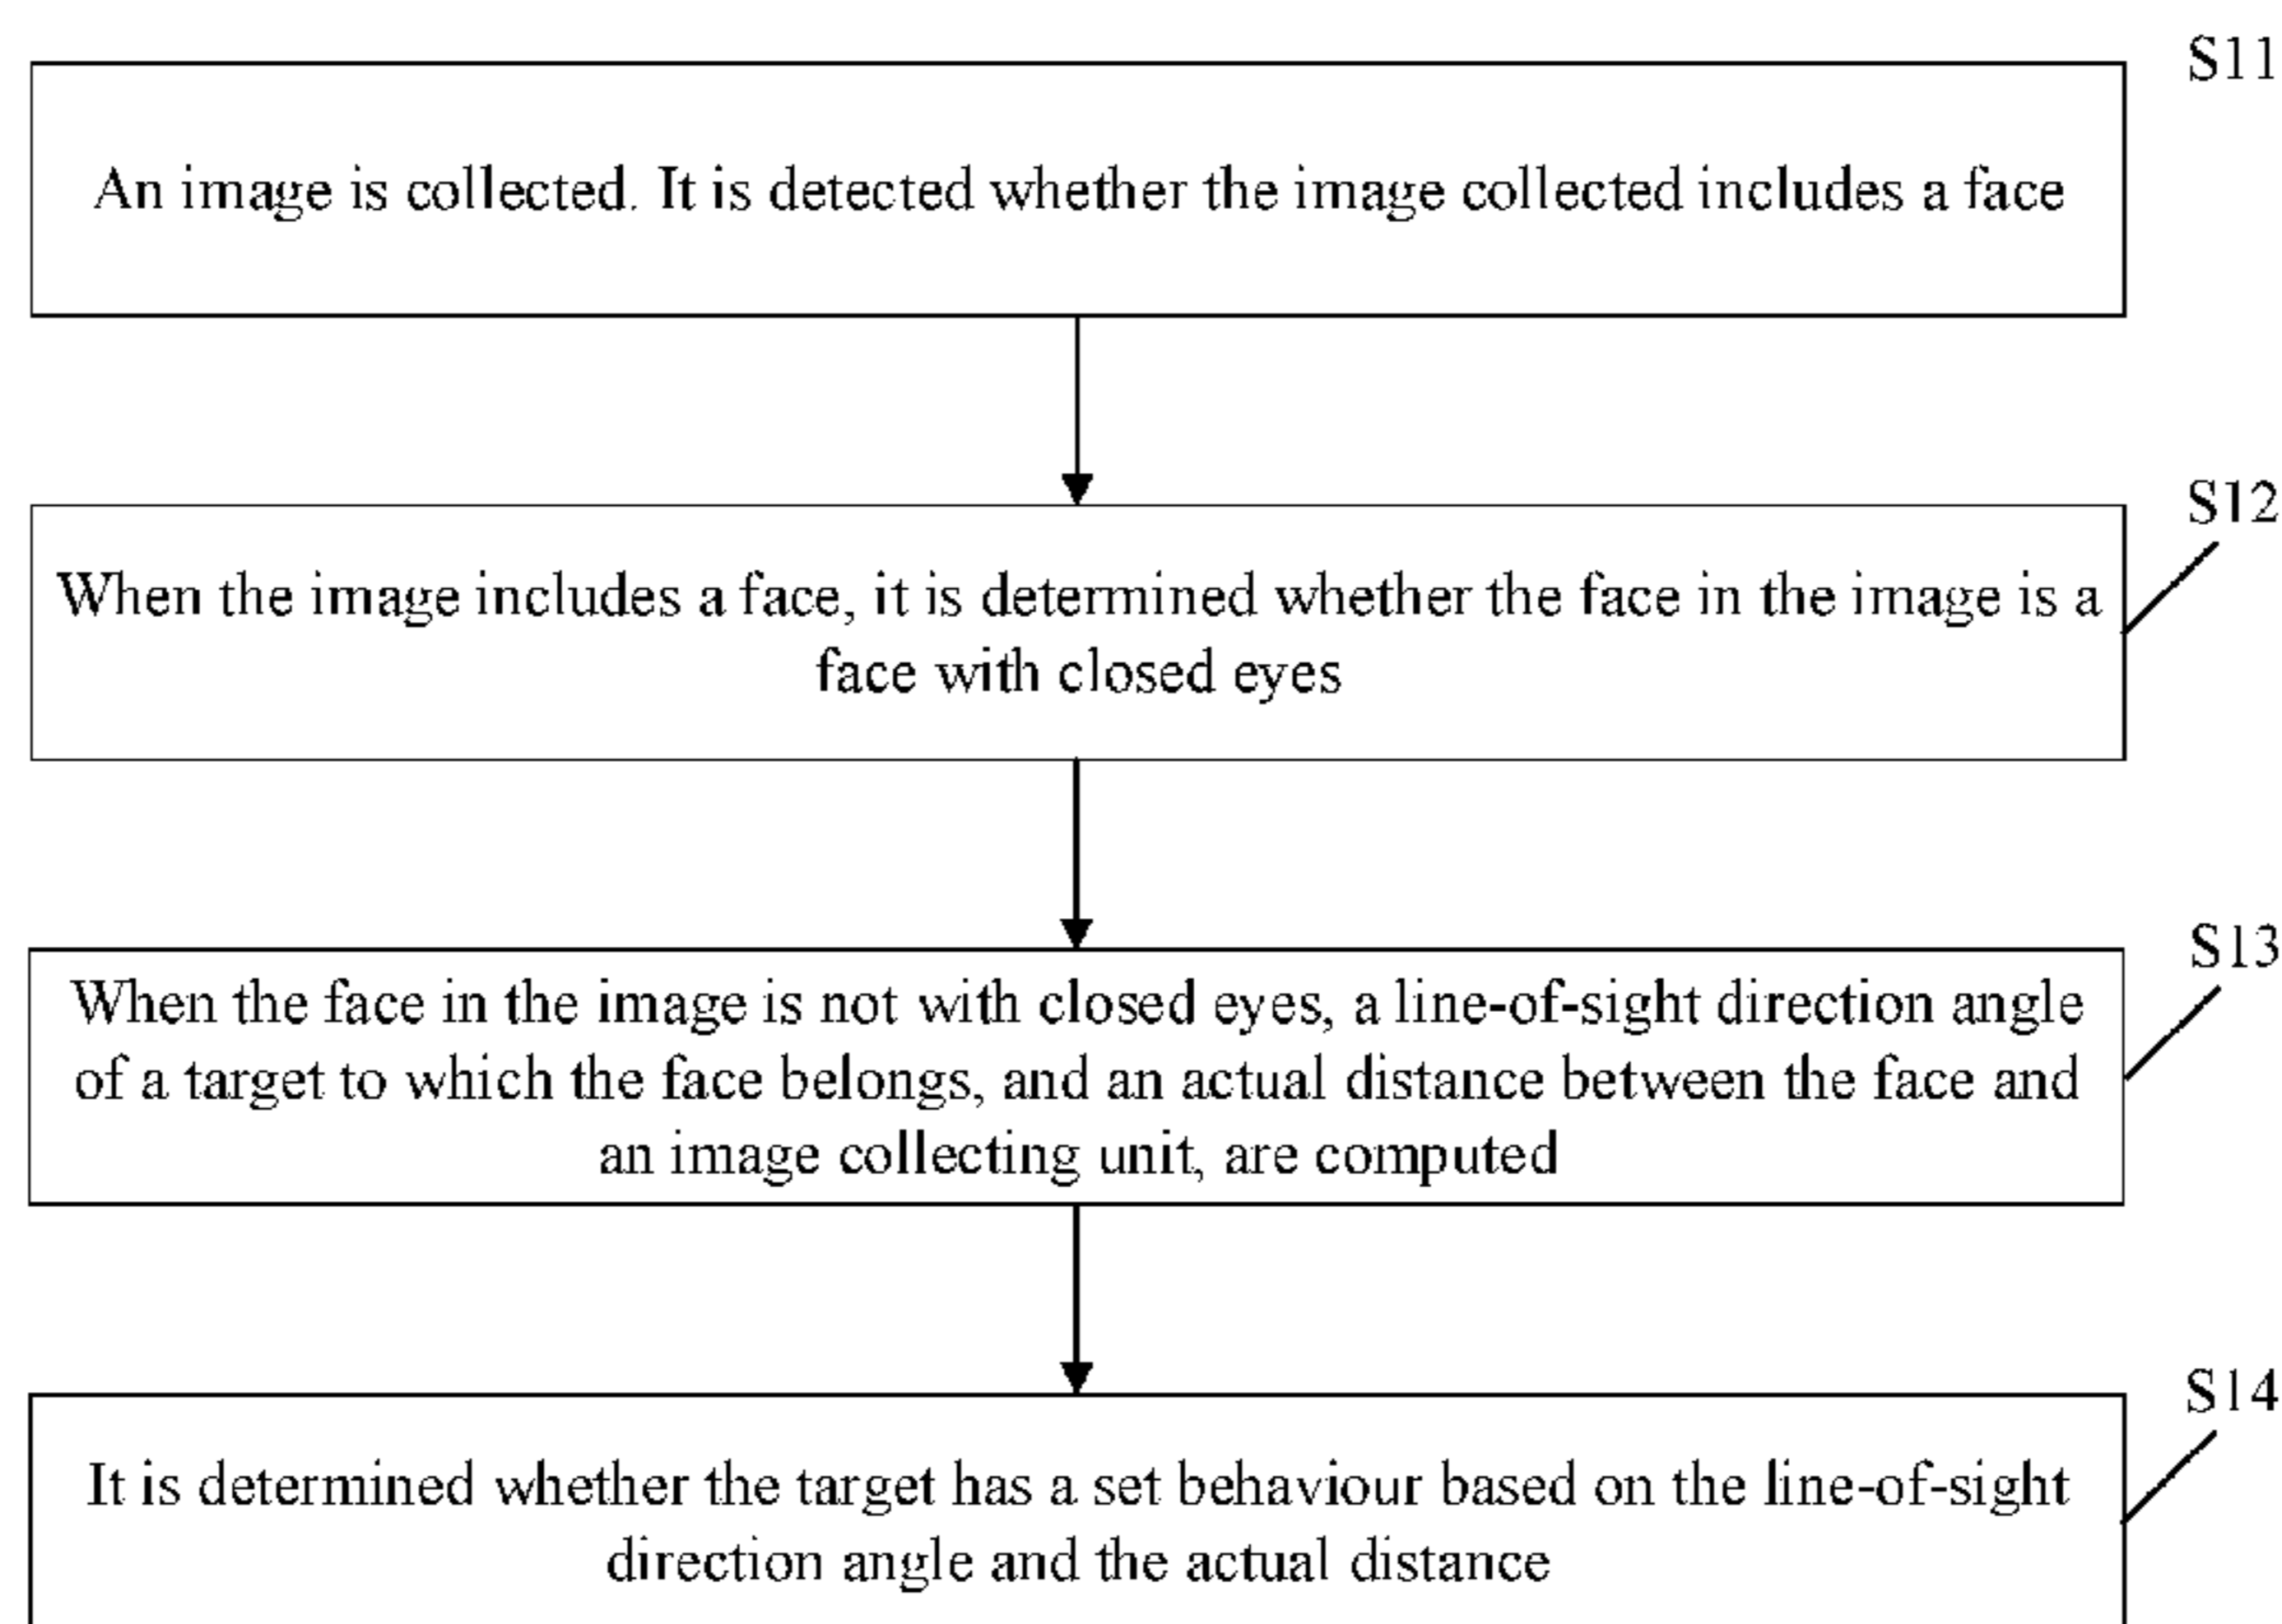 S11
An image is collected. It is detected whether the image collected includes a face
S12
When the image includes a face, it is determined whether the face in the image is a
face with closed eyes
S13
When the face in the image is not with closed eyes, a line-of-sight direction angle
of a target to which the face belongs, and an actual distance between the face and
an image collecting unit, are computed
S14
It is determined whether the target has a set behaviour based on the line-of-sight
direction angle and the actual distance